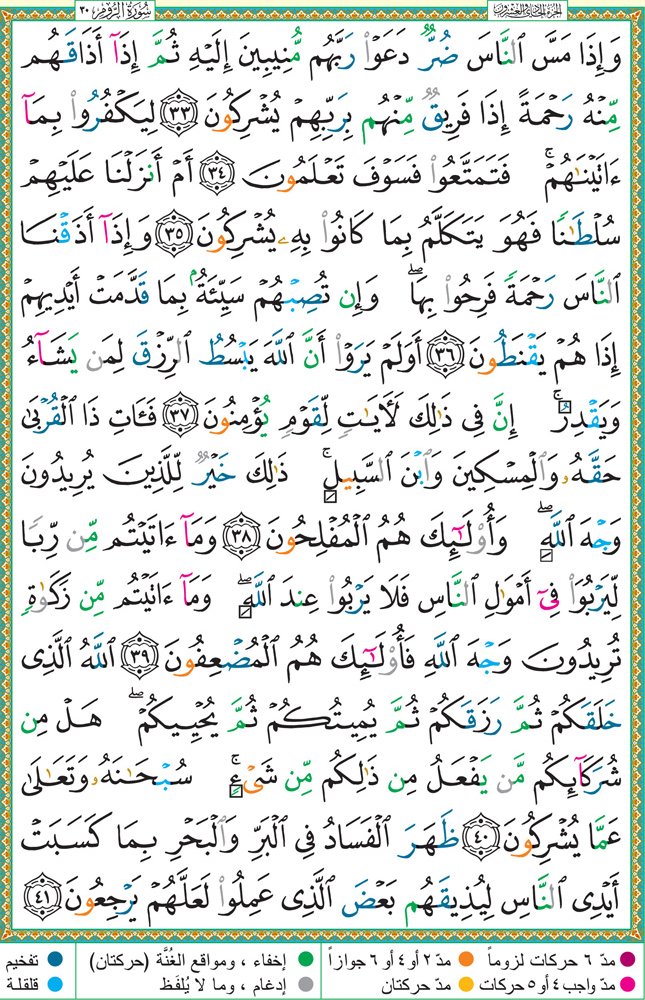 سُورَةُ الرُّومِ ٣٠ الجزء الحادي والعشرون
وَإِذَا مَسَّ ٱلنَّاسَ ضُرٌّ دَعَوْا۟ رَبَّهُم مُّنِيبِينَ إِلَيْهِ ثُمَّ إِذَآ أَذَاقَهُم
مِّنْهُ رَحْمَةً إِذَا فَرِيقٌ مِّنْهُم بِرَبِّهِمْ يُشْرِكُونَ ٣٣ لِيَكْفُرُوا۟ بِمَآ
ءَاتَيْنَٰهُمْ ۚ فَتَمَتَّعُوا۟ فَسَوْفَ تَعْلَمُونَ ٣٤ أَمْ أَنزَلْنَا عَلَيْهِمْ
سُلْطَٰنًا فَهُوَ يَتَكَلَّمُ بِمَا كَانُوا۟ بِهِۦ يُشْرِكُونَ ٣٥ وَإِذَآ أَذَقْنَا
ٱلنَّاسَ رَحْمَةً فَرِحُوا۟ بِهَا ۖ وَإِن تُصِبْهُمْ سَيِّئَةٌۢ بِمَا قَدَّمَتْ أَيْدِيهِمْ
إِذَا هُمْ يَقْنَطُونَ ٣٦ أَوَلَمْ يَرَوْا۟ أَنَّ ٱللَّهَ يَبْسُطُ ٱلرِّزْقَ لِمَن يَشَآءُ
وَيَقْدِرُ ۚ إِنَّ فِى ذَٰلِكَ لَءَايَٰتٍ لِّقَوْمٍ يُؤْمِنُونَ ٣٧ فَـَٔاتِ ذَا ٱلْقُرْبَىٰ
حَقَّهُۥ وَٱلْمِسْكِينَ وَٱبْنَ ٱلسَّبِيلِ ۚ ذَٰلِكَ خَيْرٌ لِّلَّذِينَ يُرِيدُونَ
وَجْهَ ٱللَّهِ ۖ وَأُو۟لَٰٓئِكَ هُمُ ٱلْمُفْلِحُونَ ٣٨ وَمَآ ءَاتَيْتُم مِّن رِّبًا
لِّيَرْبُوَا۟ فِىٓ أَمْوَٰلِ ٱلنَّاسِ فَلَا يَرْبُوا۟ عِندَ ٱللَّهِ ۖ وَمَآ ءَاتَيْتُم مِّن زَكَوٰةٍ
تُرِيدُونَ وَجْهَ ٱللَّهِ فَأُو۟لَٰٓئِكَ هُمُ ٱلْمُضْعِفُونَ ٣٩ ٱللَّهُ ٱلَّذِى
خَلَقَكُمْ ثُمَّ رَزَقَكُمْ ثُمَّ يُمِيتُكُمْ ثُمَّ يُحْيِيكُمْ ۖ هَلْ مِن
شُرَكَآئِكُم مَّن يَفْعَلُ مِن ذَٰلِكُم مِّن شَىْءٍ ۚ سُبْحَٰنَهُۥ وَتَعَٰلَىٰ
عَمَّا يُشْرِكُونَ ٤٠ ظَهَرَ ٱلْفَسَادُ فِى ٱلْبَرِّ وَٱلْبَحْرِ بِمَا كَسَبَتْ
أَيْدِى ٱلنَّاسِ لِيُذِيقَهُم بَعْضَ ٱلَّذِى عَمِلُوا۟ لَعَلَّهُمْ يَرْجِعُونَ ٤١
مدّ ٦ حركات لزوماً مدّ ٢ أو ٤ أو ٦ جوازاً إخفاء ، ومواقع الغُنَّة (حركتان) تفخيم
مدّ واجب ٤ أو ٥ حركات مدّ حركتان إدغام ، وما لا يُلفَظ قلقلة